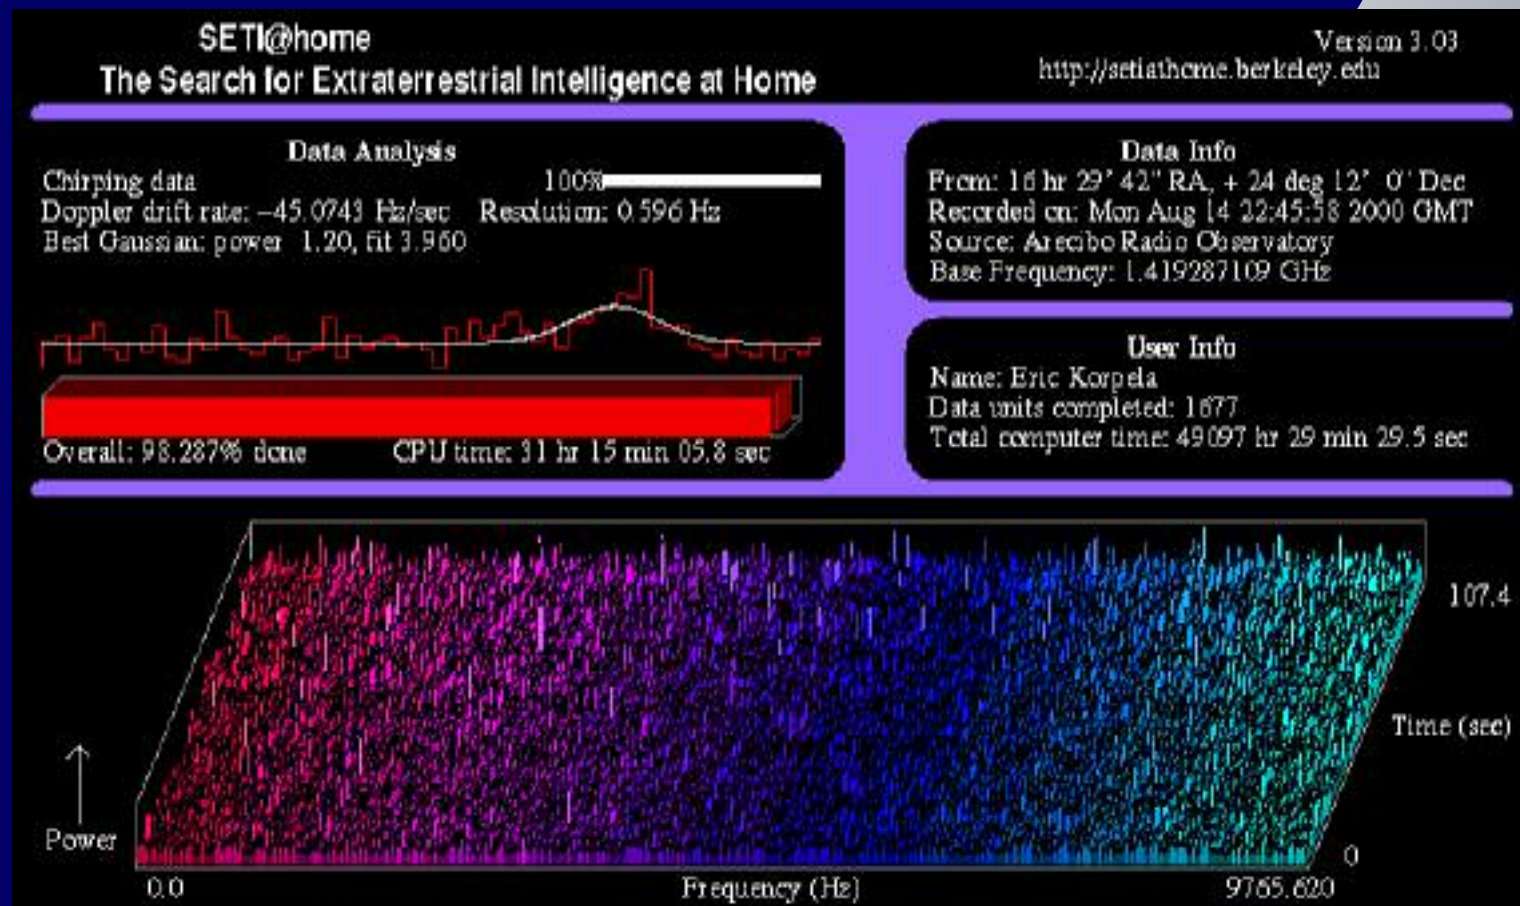 SETI@home
The Search for Extraterrestrial Intelligence at Home
Version 3.03
http://setiathome.berkeley.edu
Data Analysis
Chirping data 100%
Doppler drift rate: -45.0743 Hz/sec Resolution: 0.596 Hz
Best Gaussian: power 1.20, fit 3.960
Overall: 98.287% done CPU time: 31 hr 15 min 05.8 sec
Data Info
From: 16 hr 29' 42" RA, + 24 deg 12' 0" Dec
Recorded on: Mon Aug 14 22:45:58 2000 GMT
Source: Arecibo Radio Observatory
Base Frequency: 1.419287109 GHz
User Info
Name: Eric Korpela
Data units completed: 1677
Total computer time: 49097 hr 29 min 29.5 sec
107.4
Time (sec)
Power
0
0.0 Frequency (Hz) 9765.620